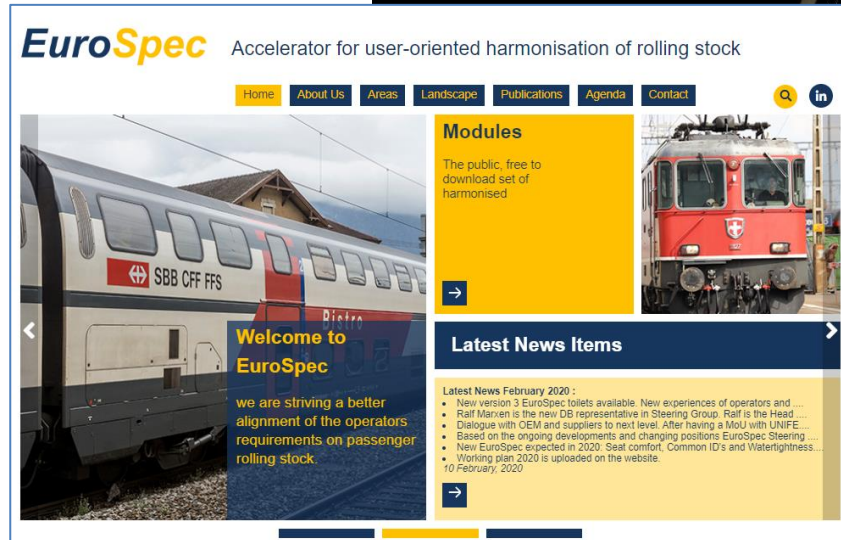 EuroSpec Accelerator for user-oriented harmonisation of rolling stock
Home About Us Areas Landscape Publications Agenda Contact
in
SBB CFF FFS
Bistro
Welcome to
EuroSpec
we are striving a better
alignment of the operators
requirements on passenger
rolling stock.
Modules
The public, free to
download set of
harmonised
Latest News Items
Latest News February 2020 :
New version 3 EuroSpec toilets available. New experiences of operators and ....
Ralf Marxen is the new DB representative in Steering Group. Ralf is the Head ....
Dialogue with OEM and suppliers to next level. After having a MoU with UNIFE....
Based on the ongoing developments and changing positions EuroSpec Steering ....
New EuroSpec expected in 2020: Seat comfort, Common ID's and Watertightness....
Working plan 2020 is uploaded on the website.
10 February, 2020